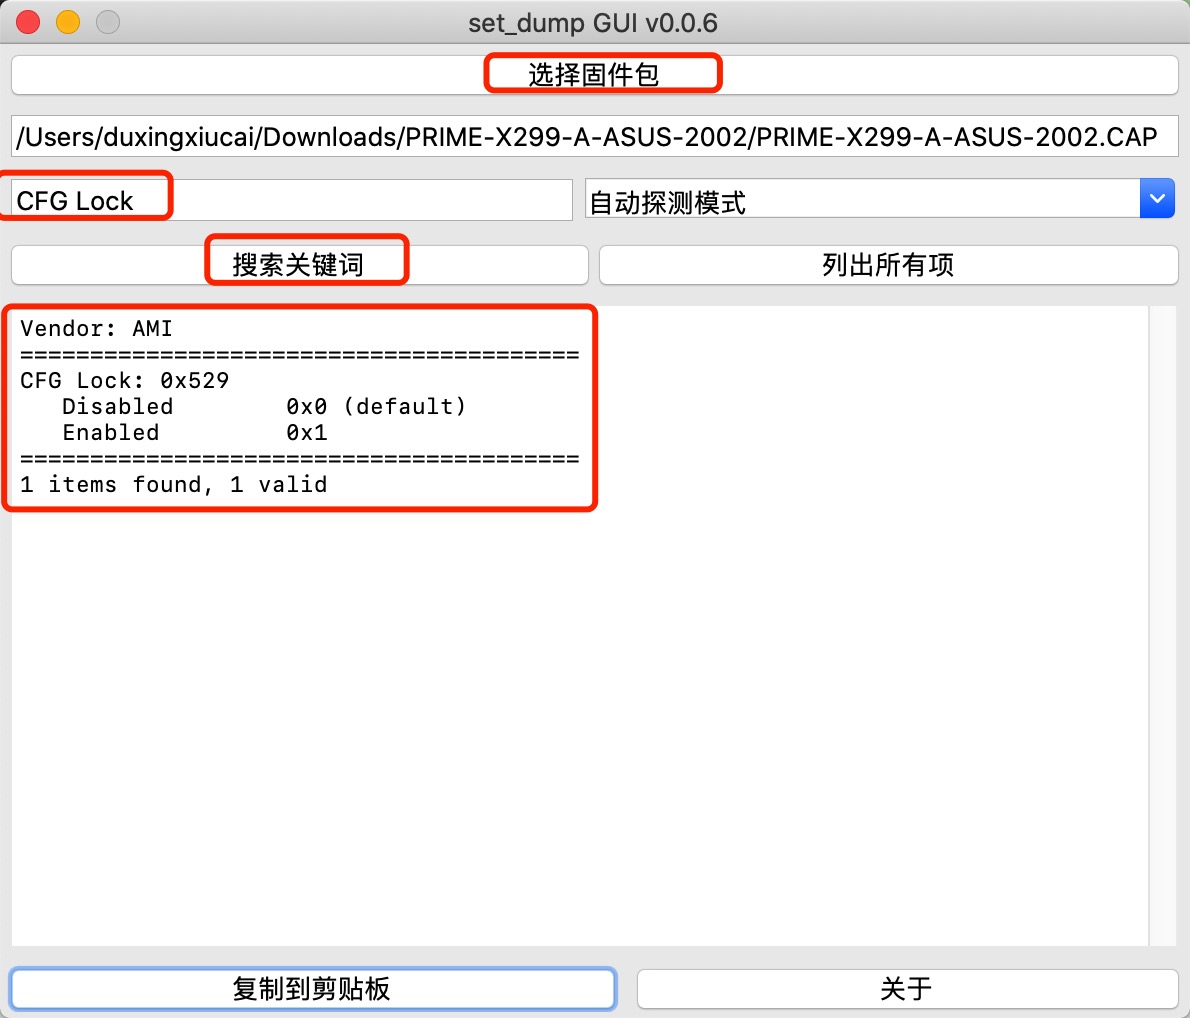 set_dump GUI v0.0.6
选择固件包
/Users/duxingxiucai/Downloads/PRIME-X299-A-ASUS-2002/PRIME-X299-A-ASUS-2002.CAP
CFG Lock 自动探测模式
搜索关键词 列出所有项
Vendor: AMI
========================================
CFG Lock: 0x529
Disabled 0x0 (default)
Enabled 0x1
========================================
1 items found, 1 valid
复制到剪贴板 关于